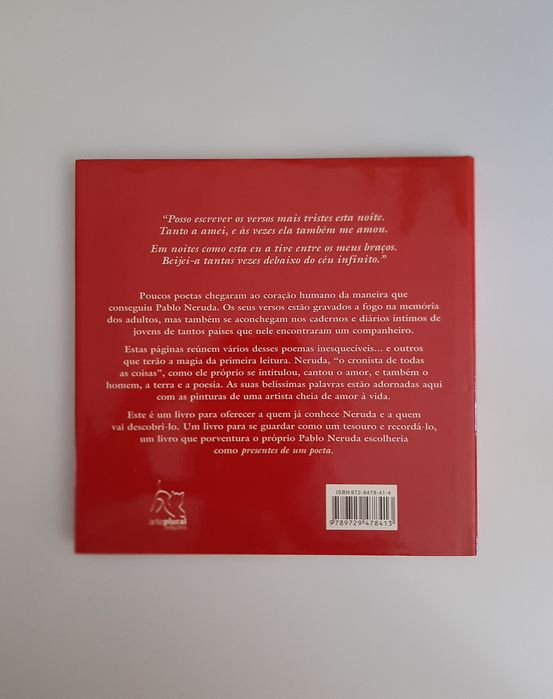 “Posso escrever os versos mais tristes esta noite.
Tanto a amei, e às vezes ela também me amou.
Em noites como esta eu a tive entre os meus braços.
Beijei-a tantas vezes debaixo do céu infinito.”
Poucos poetas chegaram ao coração humano da maneira que
conseguiu Pablo Neruda. Os seus versos estão gravados a fogo na memória
dos adultos, mas também se aconchegam nos cadernos e diários íntimos de
jovens de tantos países que nele encontraram um companheiro.
Estas páginas reúnem vários desses poemas inesquecíveis... e outros
que terão a magia da primeira leitura. Neruda, “o cronista de todas
as coisas”, como ele próprio se intitulou, cantou o amor, e também o
homem, a terra e a poesia. As suas belíssimas palavras estão adornadas aqui
com as pinturas de uma artista cheia de amor à vida.
Este é um livro para oferecer a quem já conhece Neruda e a quem
vai descobri-lo. Um livro para se guardar como um tesouro e recordá-lo,
um livro que porventura o próprio Pablo Neruda escolheria
como presentes de um poeta.
arteplural
edições
ISBN 972-9478-41-4
9789729478413